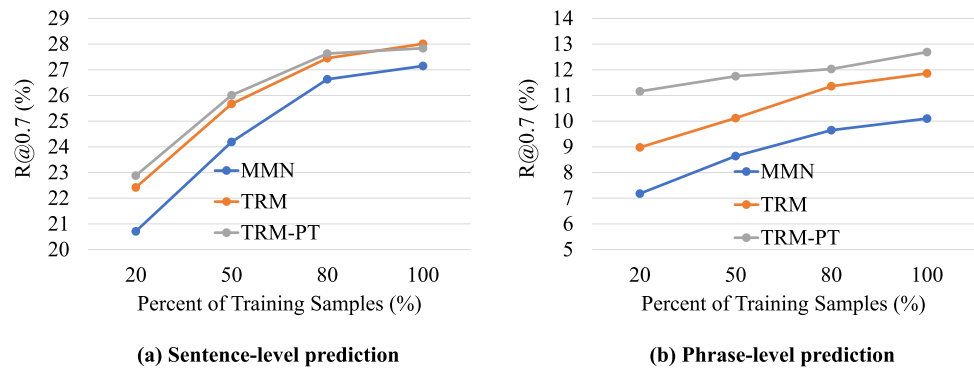 29
28
27
26
25
24
23
22
21
20
R@0.7 (%)
MMN
TRM
TRM-PT
20 50 80 100
Percent of Training Samples (%)
(a) Sentence-level prediction
14
13
12
11
10
9
8
7
6
5
R@0.7 (%)
MMN
TRM
TRM-PT
20 50 80 100
Percent of Training Samples (%)
(b) Phrase-level prediction